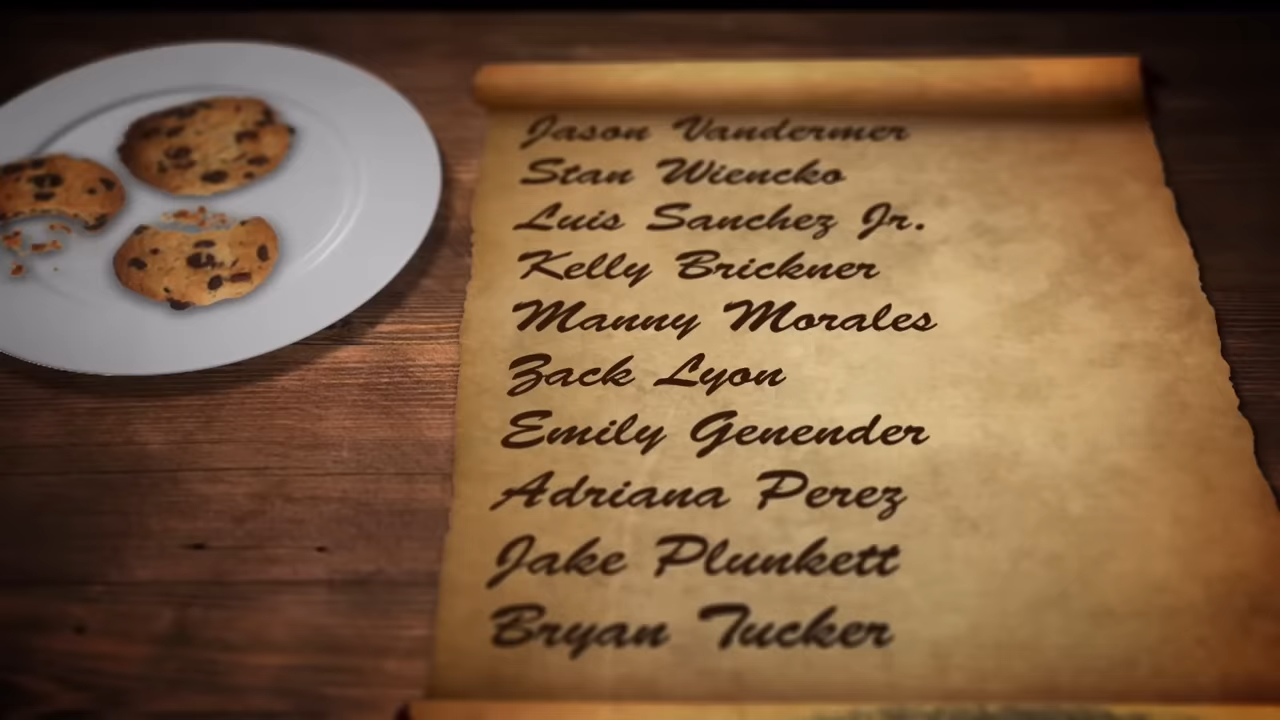 Jason Vandermer
Stan Wiencko
Luis Sanchez Jr.
Kelly Brickner
Manny Morales
Zack Lyon
Emily Genender
Adriana Perez
Jake Plunkett
Bryan Tucker